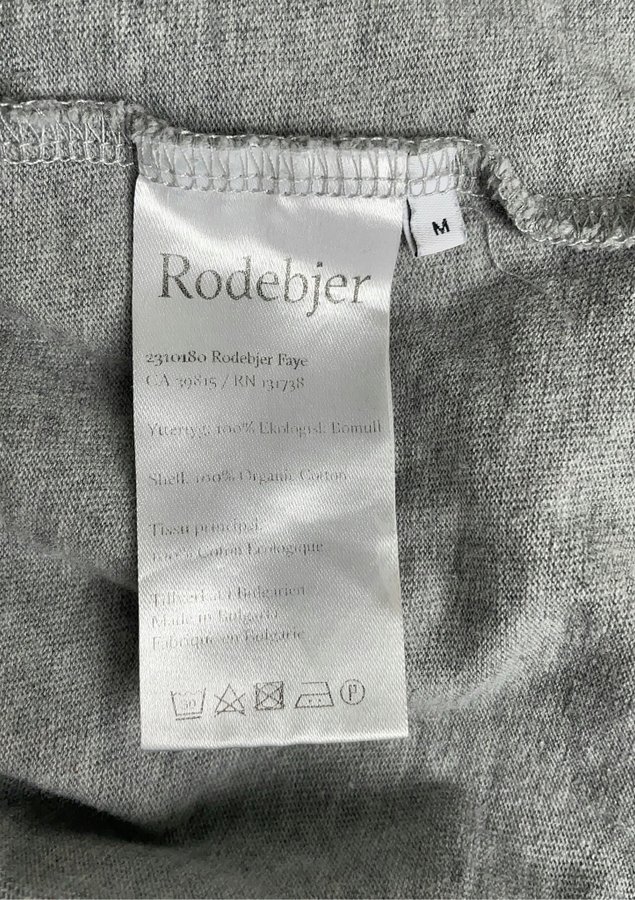 M
Rodebjer
2310180 Rodebjer Faye
CA 39815 / RN 131738
Yttertyg: 100% Ekologisk Bomull
Shell: 100% Organic Cotton
Tissu principal:
100% Coton Ecologique
Tillverkad i Bulgarien
Made in Bulgaria
Fabriqué en Bulgarie
30
P